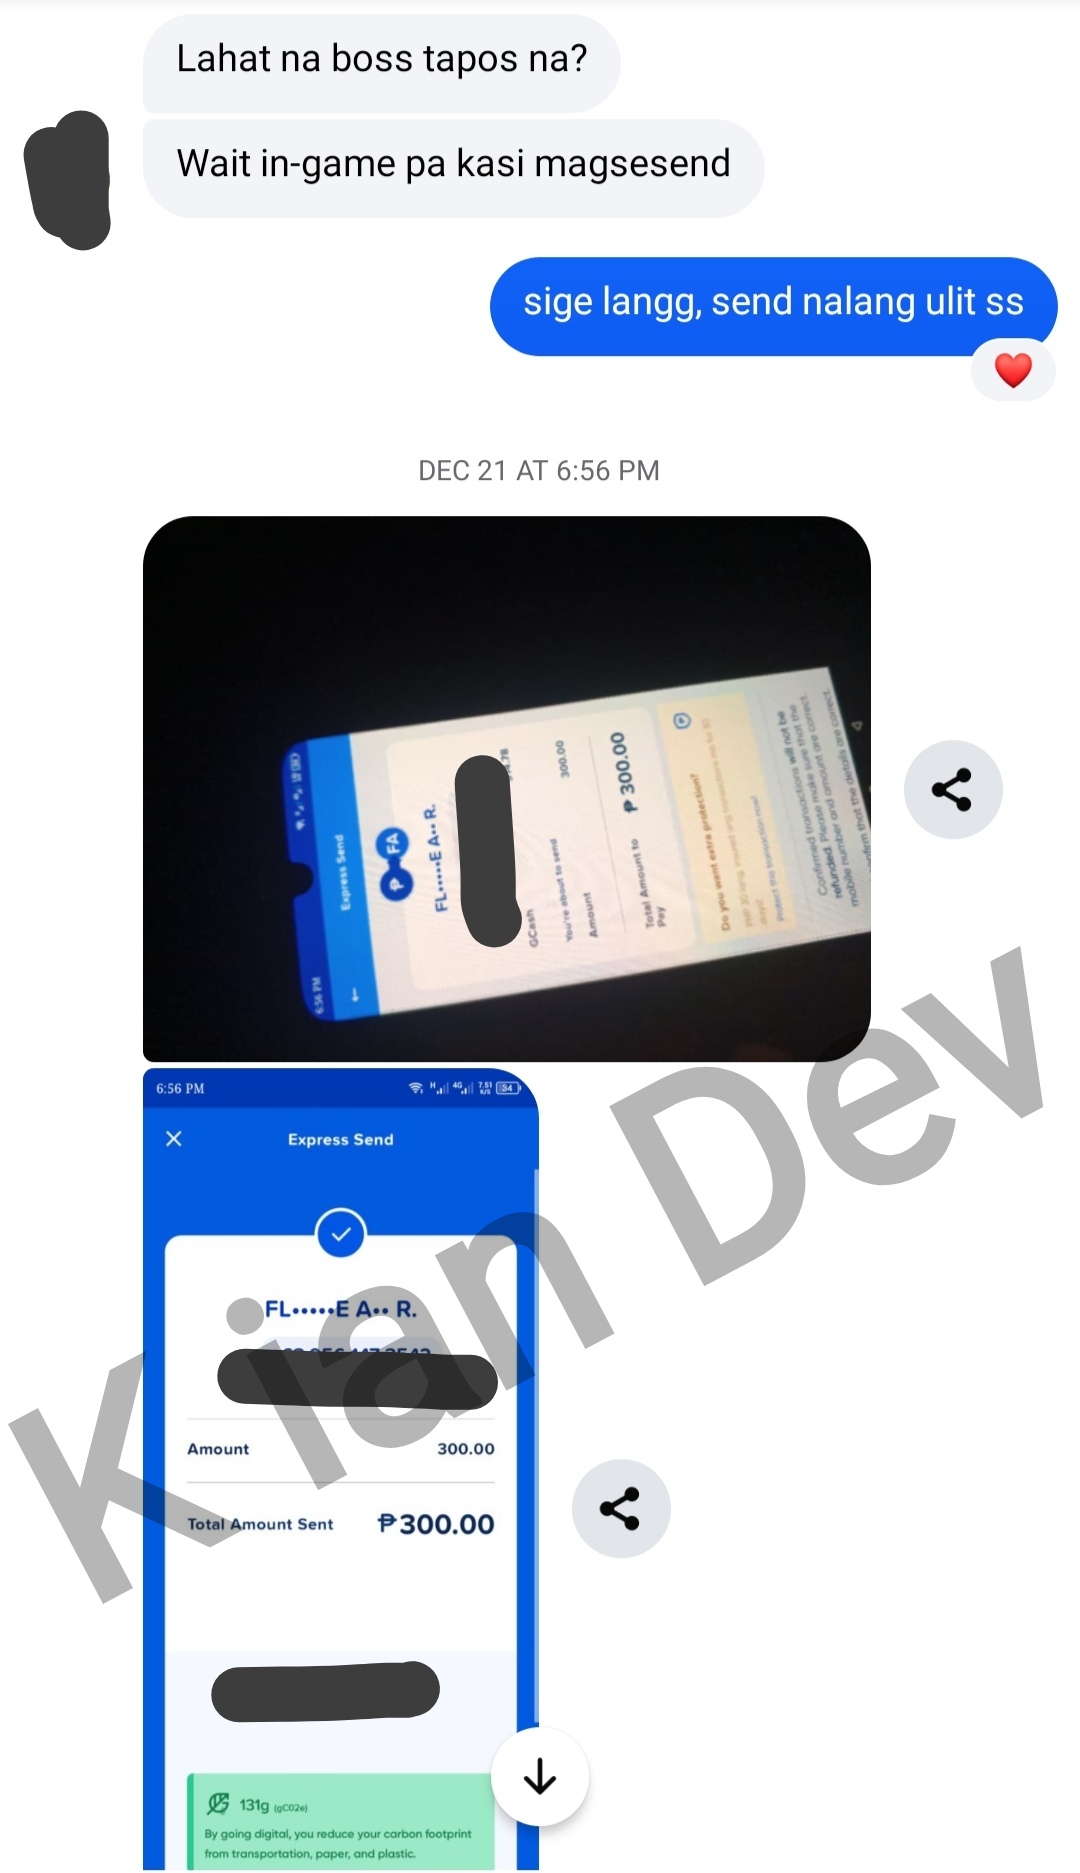 Lahat na boss tapos na?
Wait in-game pa kasi magsesend
sige langg, send nalang ulit ss
DEC 21 AT 6:56 PM
6:56 PM
Express Send
FL•••••E A•• R.
GCash
You're about to send
Amount 300.00
Total Amount to Pay ₱ 300.00
Do you want extra protection?
Protect this transaction now!
Confirmed transactions will not be
refunded. Please make sure that the
mobile number and amount are correct.
that the details are correct.
6:56 PM
Express Send
FL•••••E A•• R.
Amount 300.00
Total Amount Sent ₱300.00
131g (gCO2e)
By going digital, you reduce your carbon footprint
from transportation, paper, and plastic.
Kian Dev